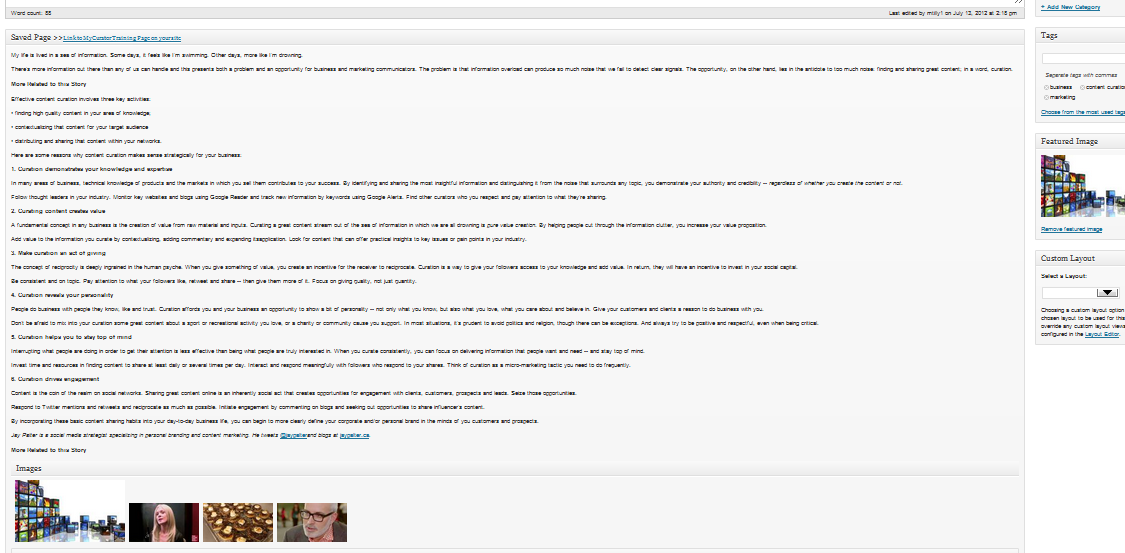 Word count: 88
Last edited by mtilly1 on July 13, 2012 at 2:18 pm
Saved Page >> Link to MyCurator Training Page on your site
My life is lived in a sea of information. Some days, it feels like I'm swimming. Other days, more like I'm drowning.
There's more information out there than any of us can handle and this presents both a problem and an opportunity for business and marketing communicators. The problem is that information overload can produce so much noise that we fail to detect clear signals. The opportunity, on the other hand, lies in the antidote to too much noise: finding and sharing great content; in a word, curation.
More Related to this Story
Effective content curation involves three key activities:
• finding high quality content in your area of knowledge,
• contextualizing that content for your target audience
• distributing and sharing that content within your networks.
Here are some reasons why content curation makes sense strategically for your business:
1. Curation demonstrates your knowledge and expertise
In many areas of business, technical knowledge of products and the markets in which you sell them contributes to your success. By identifying and sharing the most insightful information and distinguishing it from the noise that surrounds any topic, you demonstrate your authority and credibility -- regardless of whether you create the content or not.
Follow thought leaders in your industry. Monitor key websites and blogs using Google Reader and track new information by keywords using Google Alerts. Find other curators who you respect and pay attention to what they're sharing.
2. Curating content creates value
A fundamental concept in any business is the creation of value from raw material and inputs. Curating a great content stream out of the sea of information in which we are all drowning is pure value creation. By helping people cut through the information clutter, you increase your value proposition.
Add value to the information you curate by contextualizing, adding commentary and expanding itsapplication. Look for content that can offer practical insights to key issues or pain points in your industry.
3. Make curation an act of giving
The concept of reciprocity is deeply ingrained in the human psyche. When you give something of value, you create an incentive for the receiver to reciprocate. Curation is a way to give your followers access to your knowledge and add value. In return, they will have an incentive to invest in your social capital.
Be consistent and on topic. Pay attention to what your followers like, retweet and share -- then give them more of it. Focus on giving quality, not just quantity.
4. Curation reveals your personality
People do business with people they know, like and trust. Curation affords you and your business an opportunity to show a bit of personality -- not only what you know, but also what you love, what you care about and believe in. Give your customers and clients a reason to do business with you.
Don't be afraid to mix into your curation some great content about a sport or recreational activity you love, or a charity or community cause you support. In most situations, it's prudent to avoid politics and religion, though there can be exceptions. And always try to be positive and respectful, even when being critical.
5. Curation helps you to stay top of mind
Interrupting what people are doing in order to get their attention is less effective than being what people are truly interested in. When you curate consistently, you can focus on delivering information that people want and need -- and stay top of mind.
Invest time and resources in finding content to share at least daily or several times per day. Interact and respond meaningfully with followers who respond to your shares. Think of curation as a micro-marketing tactic you need to do frequently.
6. Curation drives engagement
Content is the coin of the realm on social networks. Sharing great content online is an inherently social act that creates opportunities for engagement with clients, customers, prospects and leads. Seize those opportunities.
Respond to Twitter mentions and retweets and reciprocate as much as possible. Initiate engagement by commenting on blogs and seeking out opportunities to share influencer's content.
By incorporating these basic content sharing habits into your day-to-day business life, you can begin to more clearly define your corporate and/or personal brand in the minds of you customers and prospects.
Jay Palter is a social media strategist specializing in personal branding and content marketing. He tweets @jaypalterand blogs at jaypalter.ca.
More Related to this Story
Images
+ Add New Category
Tags
Separate tags with commas
business content curatio
marketing
Choose from the most used tags
Featured Image
Remove featured image
Custom Layout
Select a Layout:
Choosing a custom layout option
chosen layout to be used for this
override any custom layout views
configured in the Layout Editor.